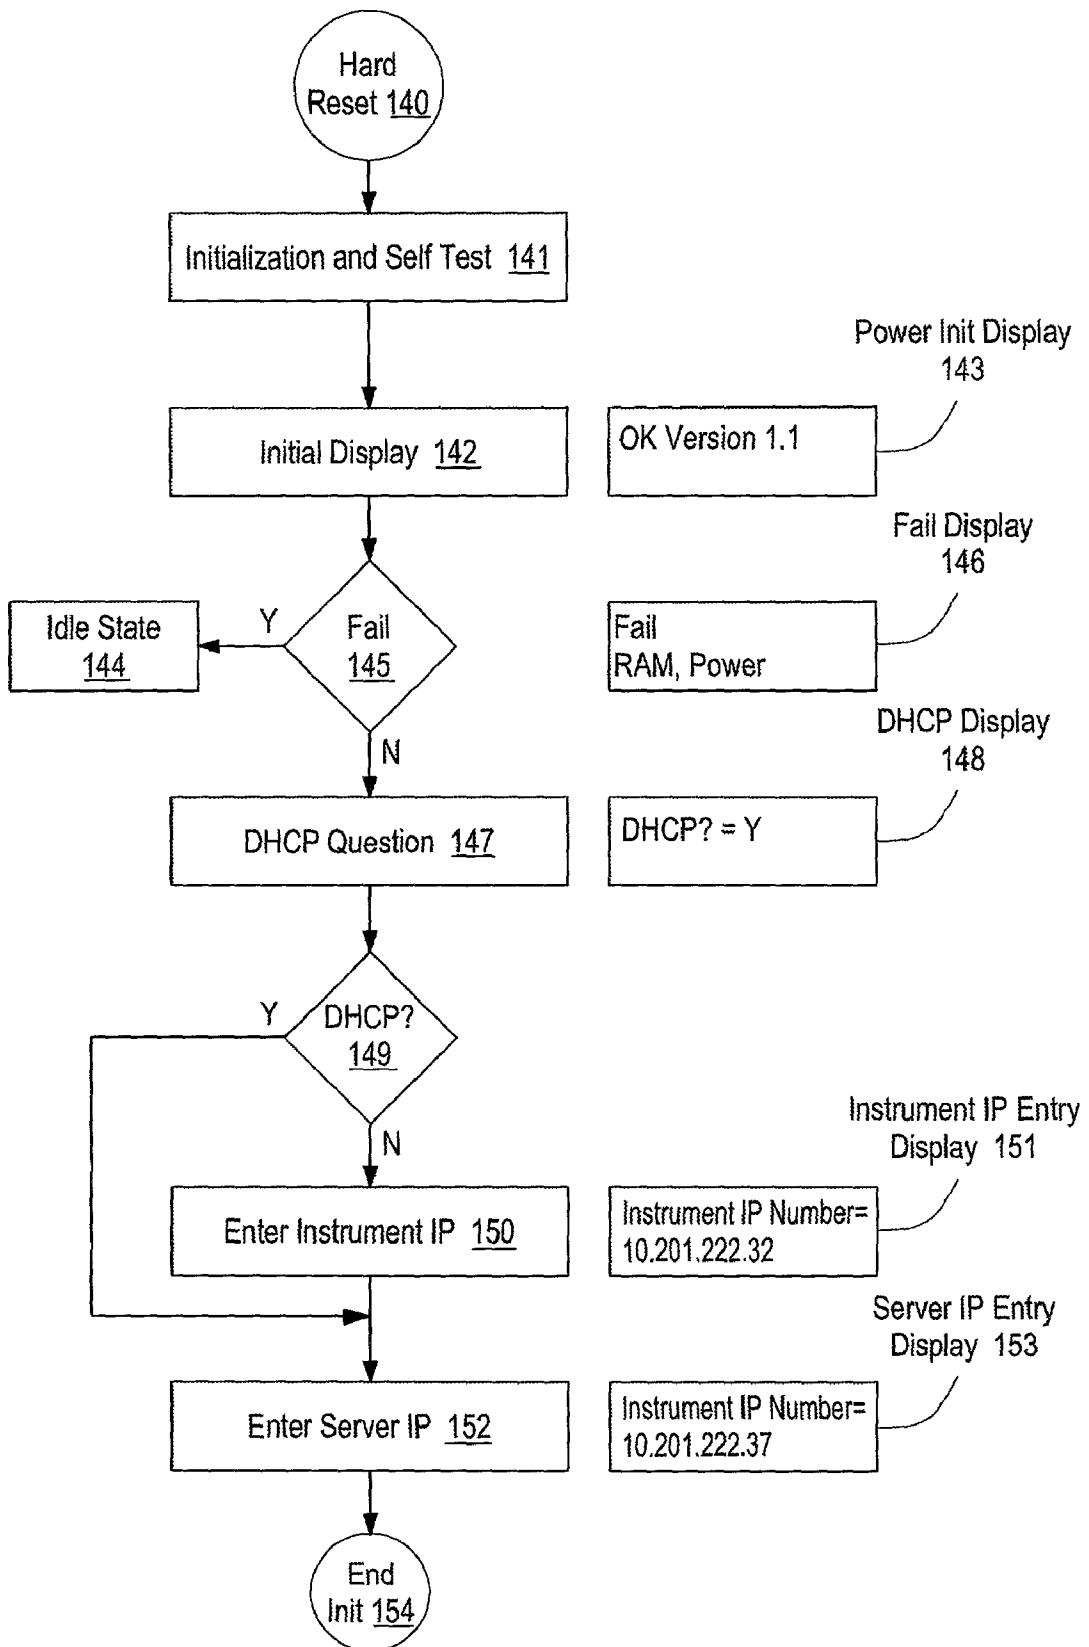 Hard
Reset 140
Initialization and Self Test 141
Power Init Display
143
Initial Display 142
OK Version 1.1
Fail Display
146
Idle State
144
Y
Fail
145
Fail
RAM, Power
N
DHCP Display
148
DHCP Question 147
DHCP? = Y
Y
DHCP?
149
N
Instrument IP Entry
Display 151
Enter Instrument IP 150
Instrument IP Number=
10.201.222.32
Server IP Entry
Display 153
Enter Server IP 152
Instrument IP Number=
10.201.222.37
End
Init 154